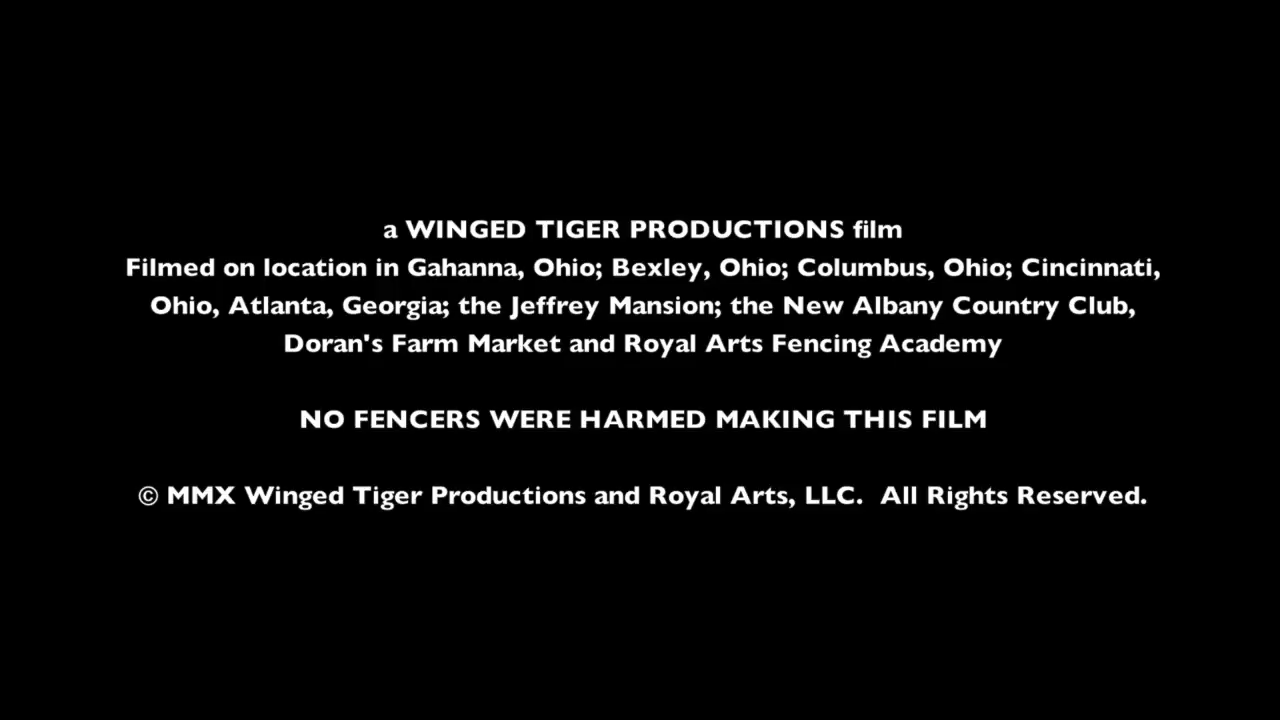 a WINGED TIGER PRODUCTIONS film
Filmed on location in Gahanna, Ohio; Bexley, Ohio; Columbus, Ohio; Cincinnati,
Ohio, Atlanta, Georgia; the Jeffrey Mansion; the New Albany Country Club,
Doran's Farm Market and Royal Arts Fencing Academy
NO FENCERS WERE HARMED MAKING THIS FILM
© MMX Winged Tiger Productions and Royal Arts, LLC.  All Rights Reserved.